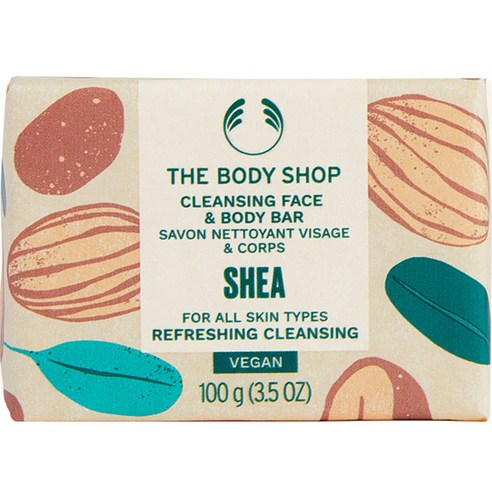 THE BODY SHOP
CLEANSING FACE
& BODY BAR
SAVON NETTOYANT VISAGE
& CORPS
SHEA
FOR ALL SKIN TYPES
REFRESHING CLEANSING
VEGAN
100 g (3.5 OZ)